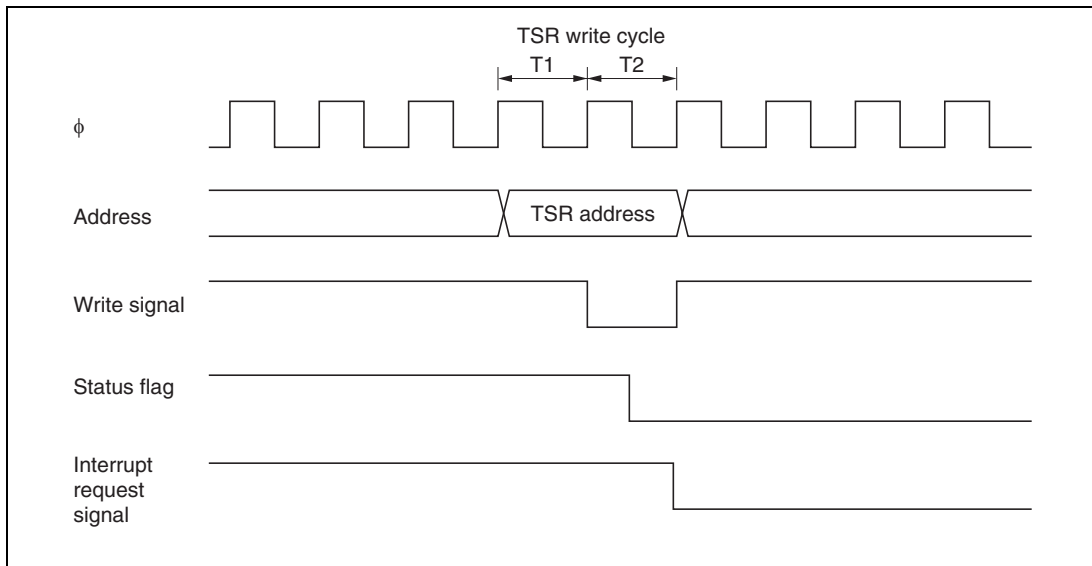 TSR write cycle
T1 T2
ϕ
Address
TSR address
Write signal
Status flag
Interrupt
request
signal